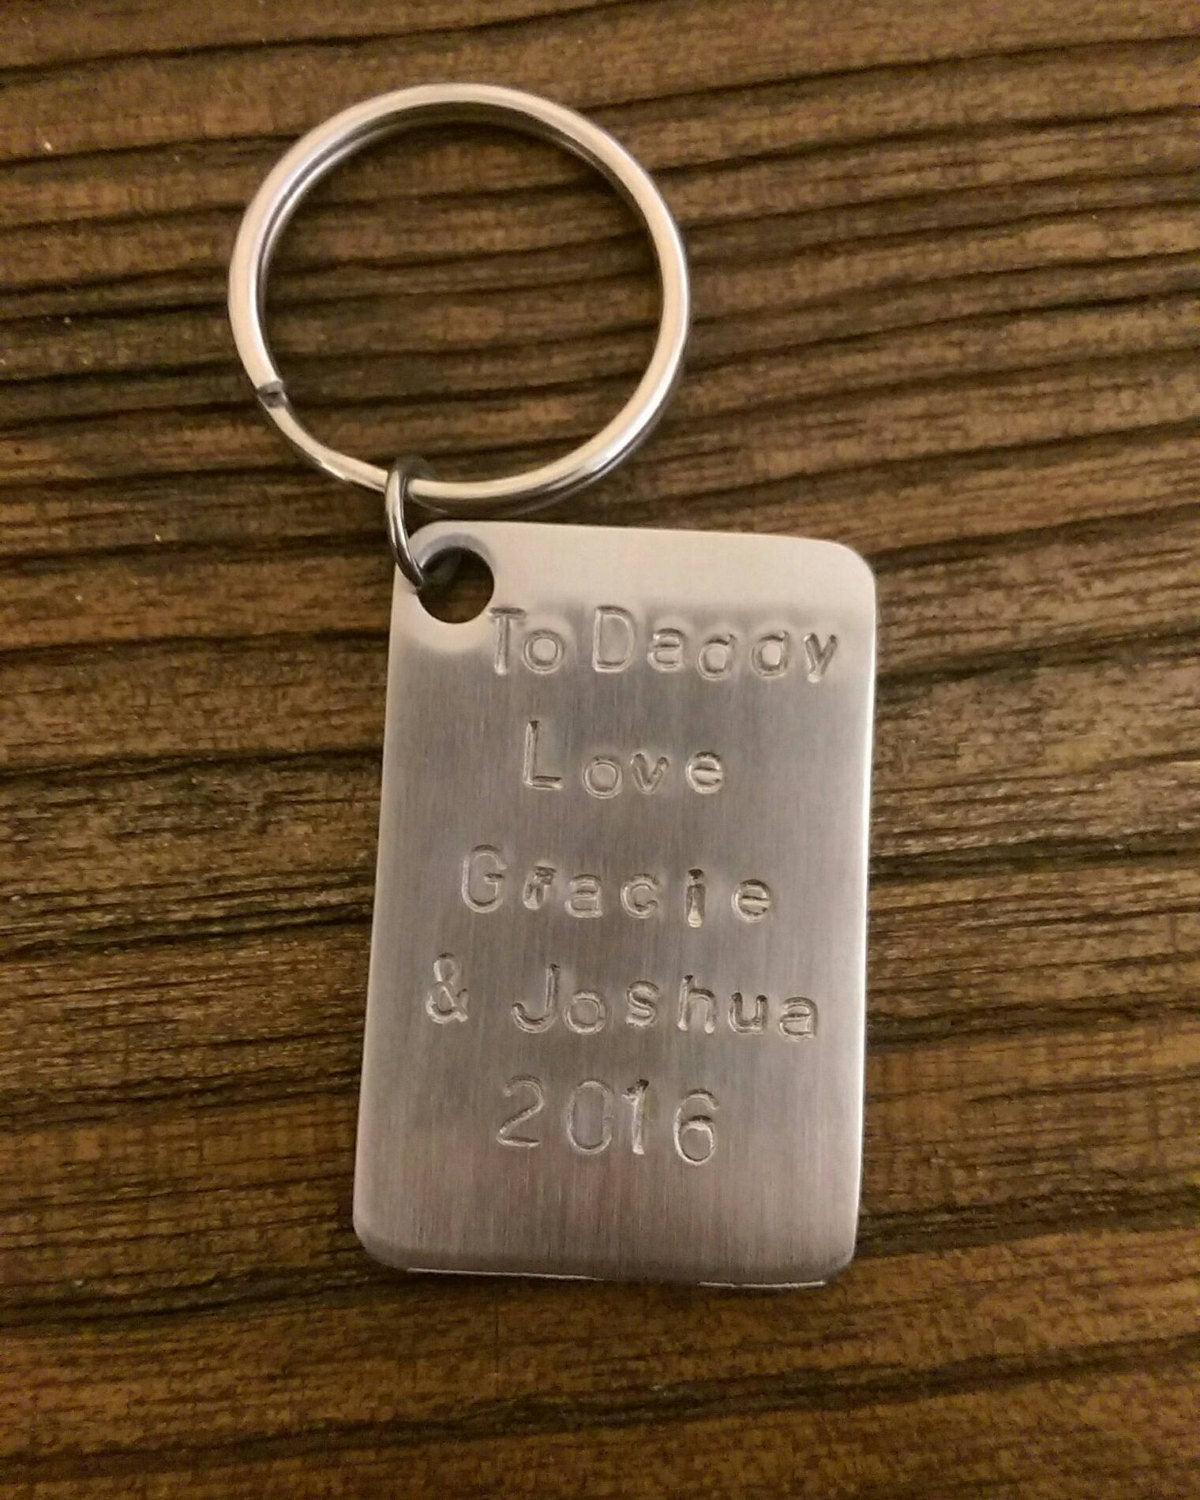 To Daddy
Love
Gracie
& Joshua
2016